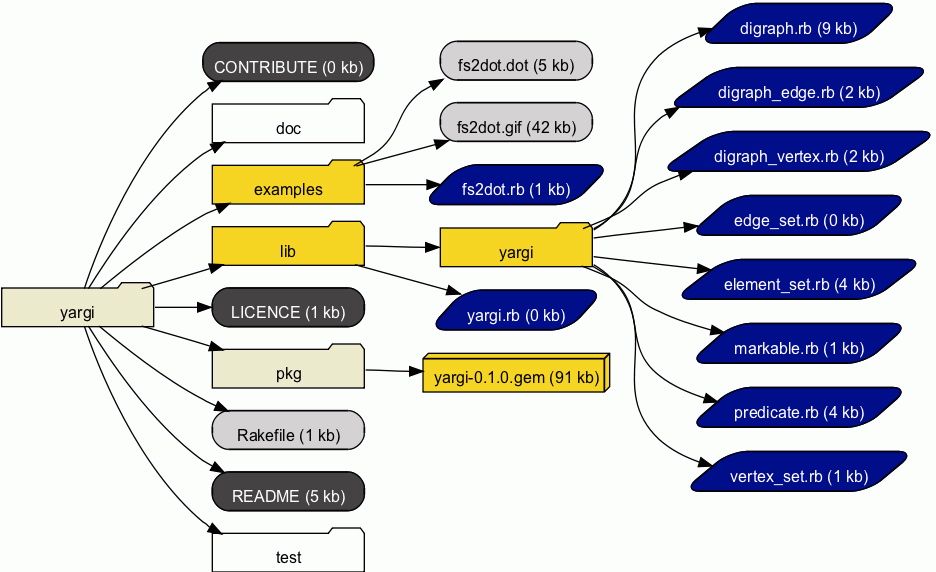 yargi
CONTRIBUTE (0 kb)
doc
examples
lib
LICENCE (1 kb)
pkg
Rakefile (1 kb)
README (5 kb)
test
fs2dot.dot (5 kb)
fs2dot.gif (42 kb)
fs2dot.rb (1 kb)
yargi
yargi.rb (0 kb)
yargi-0.1.0.gem (91 kb)
digraph.rb (9 kb)
digraph_edge.rb (2 kb)
digraph_vertex.rb (2 kb)
edge_set.rb (0 kb)
element_set.rb (4 kb)
markable.rb (1 kb)
predicate.rb (4 kb)
vertex_set.rb (1 kb)